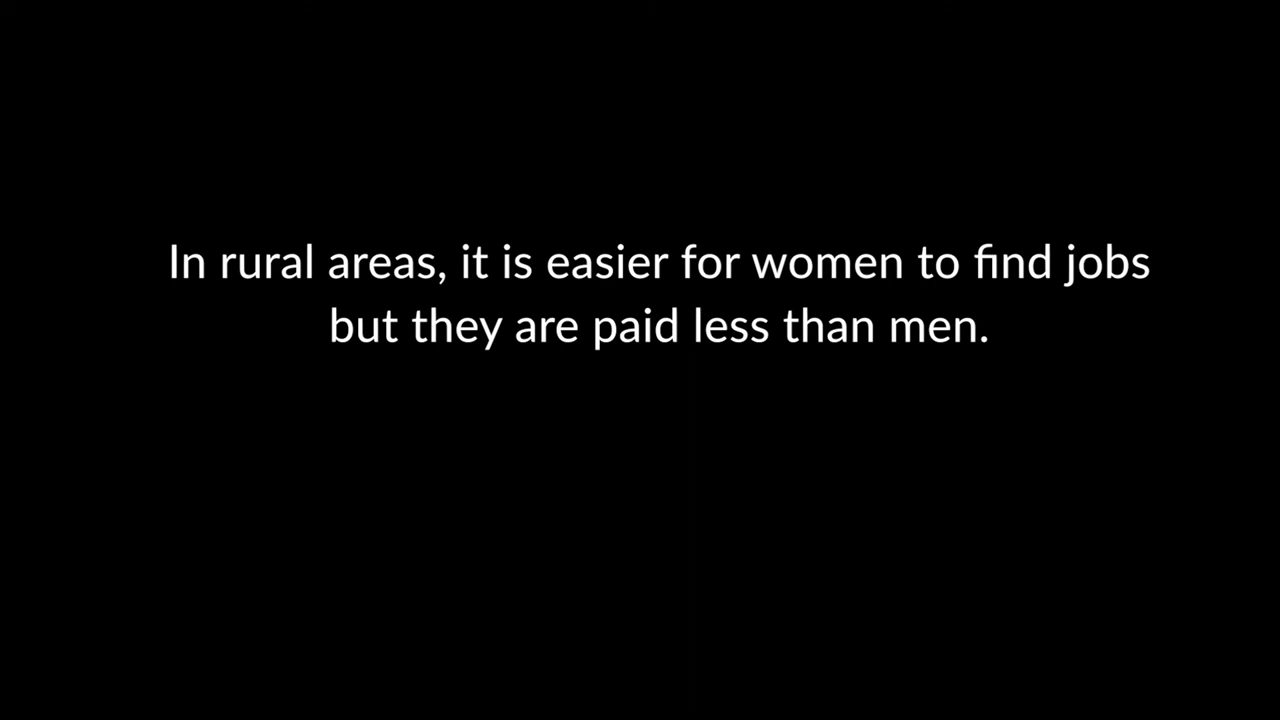 In rural areas, it is easier for women to find jobs
but they are paid less than men.